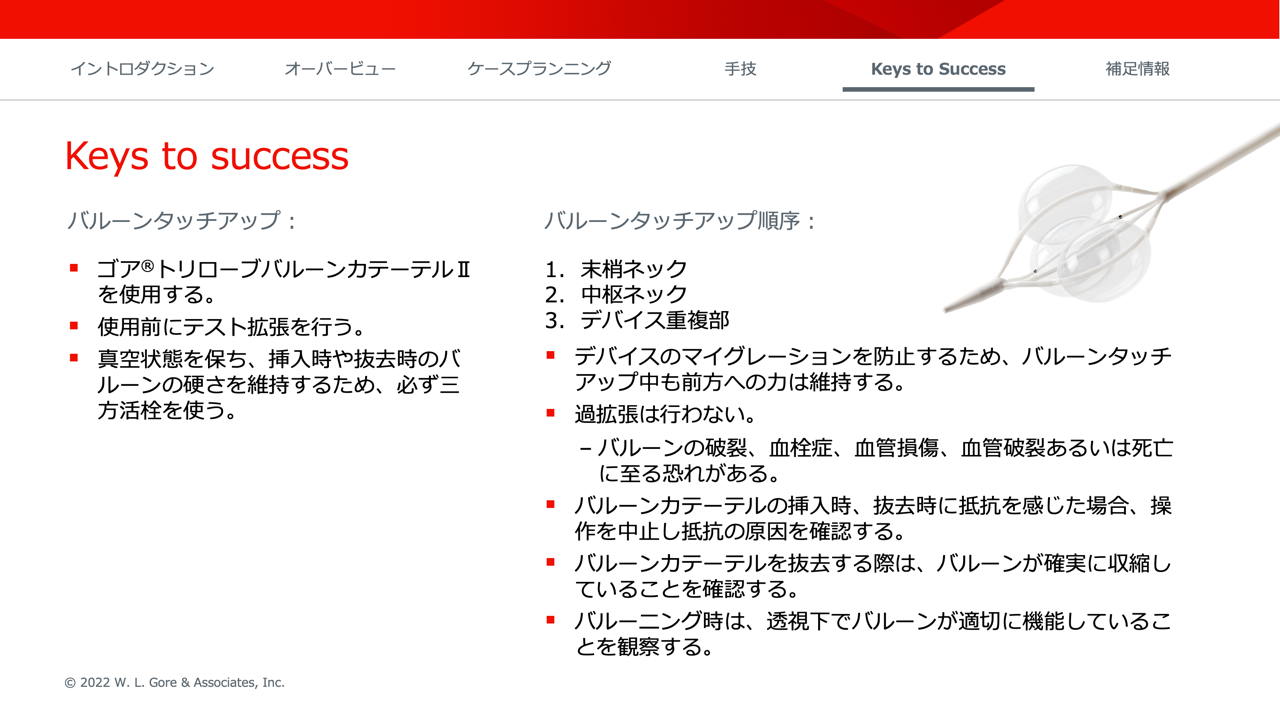 イントロダクション
オーバービュー
ケースプランニング
手技
Keys to Success
補足情報
Keys to success
バルーンタッチアップ：
▪ ゴア®トリローブバルーンカテーテルⅡ
を使用する。
▪ 使用前にテスト拡張を行う。
▪ 真空状態を保ち、挿入時や抜去時のバ
ルーンの硬さを維持するため、必ず三
方活栓を使う。
バルーンタッチアップ順序：
1. 末梢ネック
2. 中枢ネック
3. デバイス重複部
▪ デバイスのマイグレーションを防止するため、バルーンタッチ
アップ中も前方への力は維持する。
▪ 過拡張は行わない。
– バルーンの破裂、血栓症、血管損傷、血管破裂あるいは死亡
に至る恐れがある。
▪ バルーンカテーテルの挿入時、抜去時に抵抗を感じた場合、操
作を中止し抵抗の原因を確認する。
▪ バルーンカテーテルを抜去する際は、バルーンが確実に収縮し
ていることを確認する。
▪ バルーニング時は、透視下でバルーンが適切に機能しているこ
とを観察する。
© 2022 W. L. Gore & Associates, Inc.